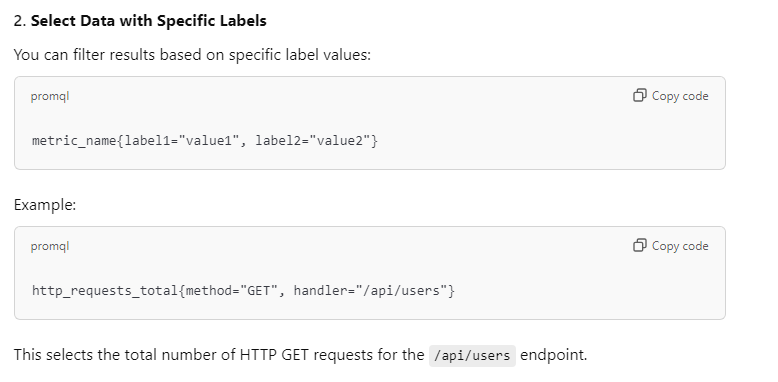 2. Select Data with Specific Labels
You can filter results based on specific label values:
promql
Copy code
metric_name{label1="value1", label2="value2"}
Example:
promql
Copy code
http_requests_total{method="GET", handler="/api/users"}
This selects the total number of HTTP GET requests for the /api/users endpoint.